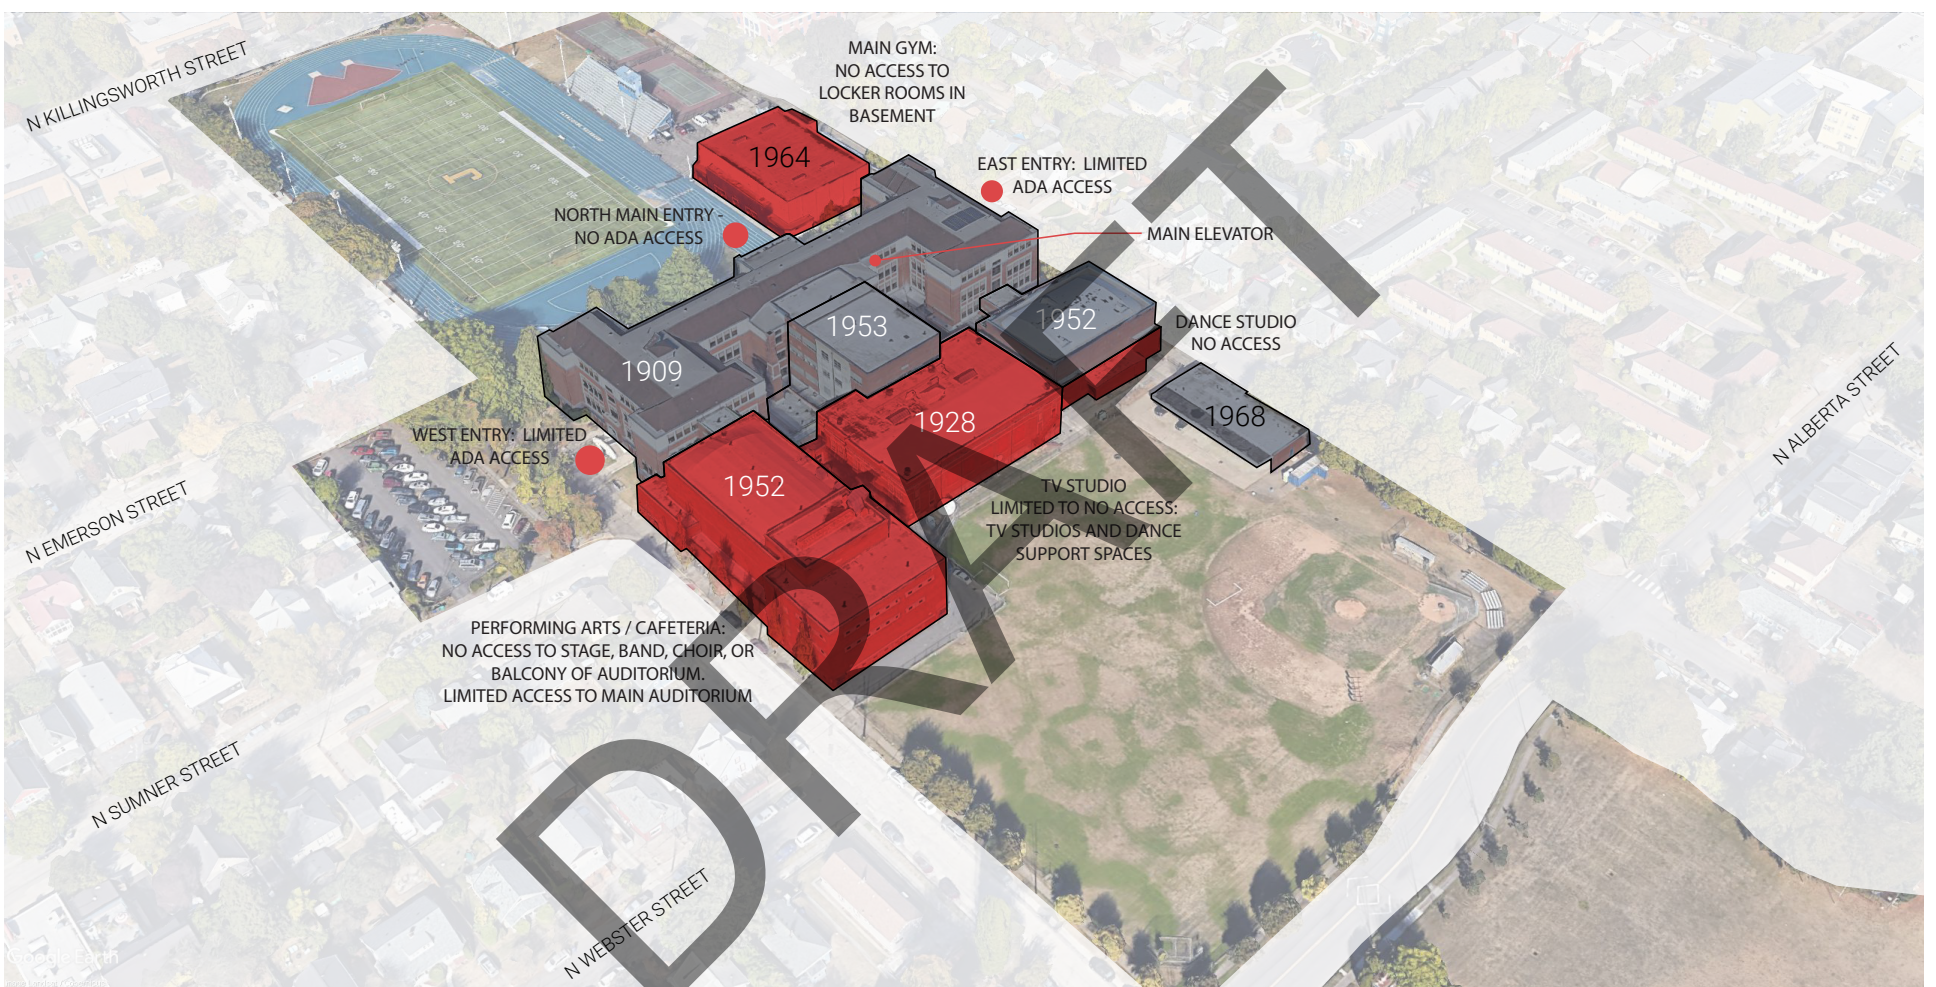 N KILLINGSWORTH STREET
MAIN GYM:
NO ACCESS TO
LOCKER ROOMS IN
BASEMENT
1964
EAST ENTRY: LIMITED
ADA ACCESS
NORTH MAIN ENTRY -
NO ADA ACCESS
MAIN ELEVATOR
1953
1952
DANCE STUDIO
NO ACCESS
1909
1968
1928
N ALBERTA STREET
WEST ENTRY: LIMITED
ADA ACCESS
1952
TV STUDIO
LIMITED TO NO ACCESS:
TV STUDIOS AND DANCE
SUPPORT SPACES
N EMERSON STREET
PERFORMING ARTS / CAFETERIA:
NO ACCESS TO STAGE, BAND, CHOIR, OR
BALCONY OF AUDITORIUM.
LIMITED ACCESS TO MAIN AUDITORIUM
N SUMNER STREET
N WEBSTER STREET
DRAFT
Google Earth